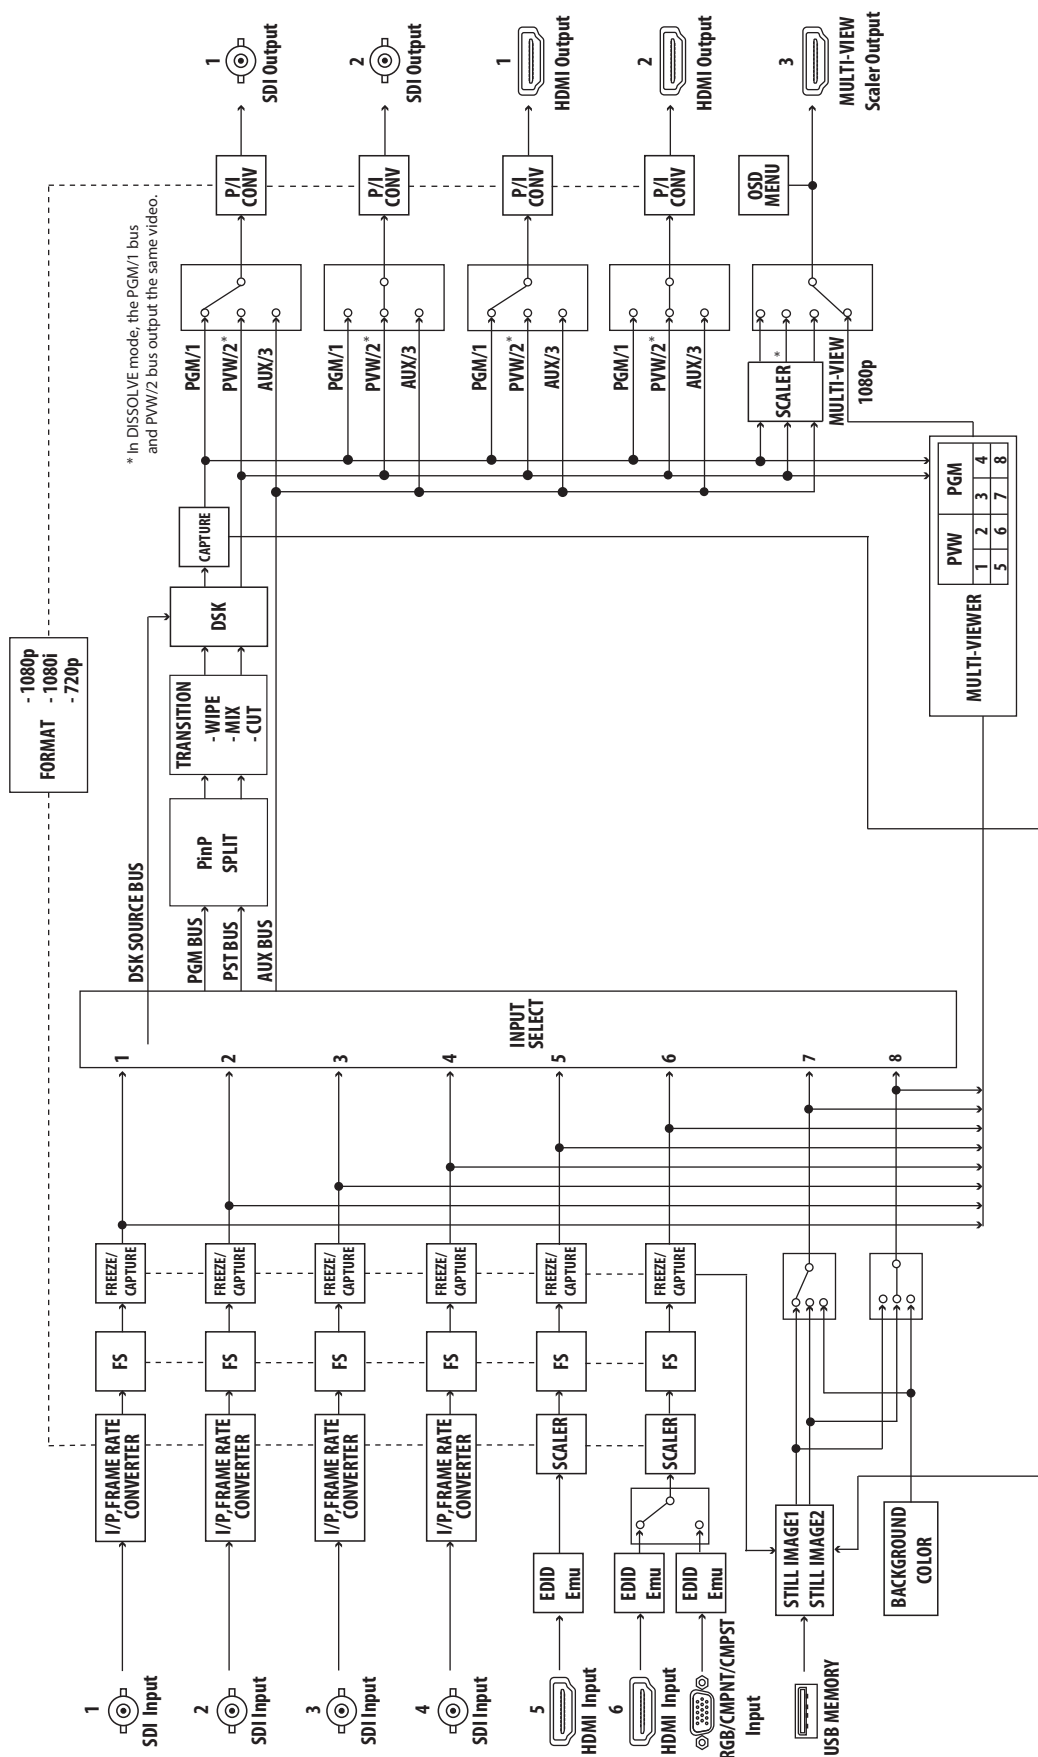 1
SDI Input
2
SDI Input
3
SDI Input
4
SDI Input
5
HDMI Input
6
HDMI Input
RGB/CMPNT/CMPST
Input
USB MEMORY
I/P,FRAME RATE
CONVERTER
I/P,FRAME RATE
CONVERTER
I/P,FRAME RATE
CONVERTER
I/P,FRAME RATE
CONVERTER
EDID
Emu
EDID
Emu
EDID
Emu
SCALER
SCALER
STILL IMAGE1
STILL IMAGE2
BACKGROUND
COLOR
FS
FS
FS
FS
FS
FS
FREEZE/
CAPTURE
FREEZE/
CAPTURE
FREEZE/
CAPTURE
FREEZE/
CAPTURE
FREEZE/
CAPTURE
FREEZE/
CAPTURE
1
2
3
4
5
6
7
8
INPUT
SELECT
DSK SOURCE BUS
PGM BUS
PST BUS
AUX BUS
FORMAT
- 1080p
- 1080i
- 720p
PinP
SPLIT
TRANSITION
- WIPE
- MIX
- CUT
DSK
CAPTURE
* In DISSOLVE mode, the PGM/1 bus
and PVW/2 bus output the same video.
MULTI-VIEWER
PVW
PGM
1 2 3 4
5 6 7 8
PGM/1
PVW/2*
AUX/3
PGM/1
PVW/2*
AUX/3
PGM/1
PVW/2*
AUX/3
PGM/1
PVW/2*
AUX/3
SCALER
*
MULTI-VIEW
1080p
P/I
CONV
P/I
CONV
P/I
CONV
P/I
CONV
OSD
MENU
1
SDI Output
2
SDI Output
1
HDMI Output
2
HDMI Output
3
MULTI-VIEW
Scaler Output